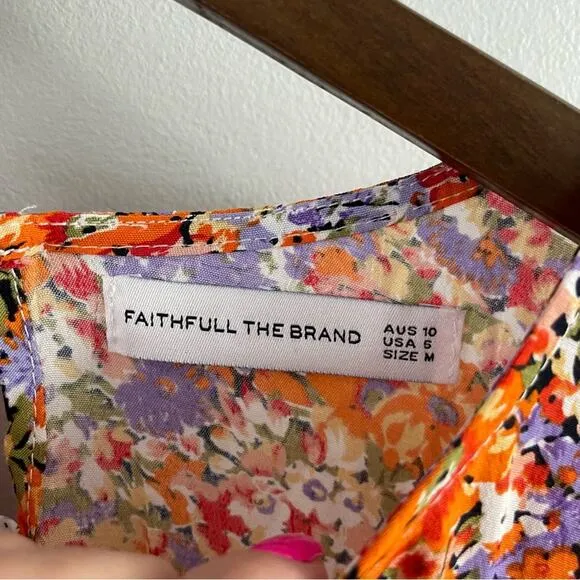 FAITHFULL THE BRAND
AUS 10
USA 6
SIZE M